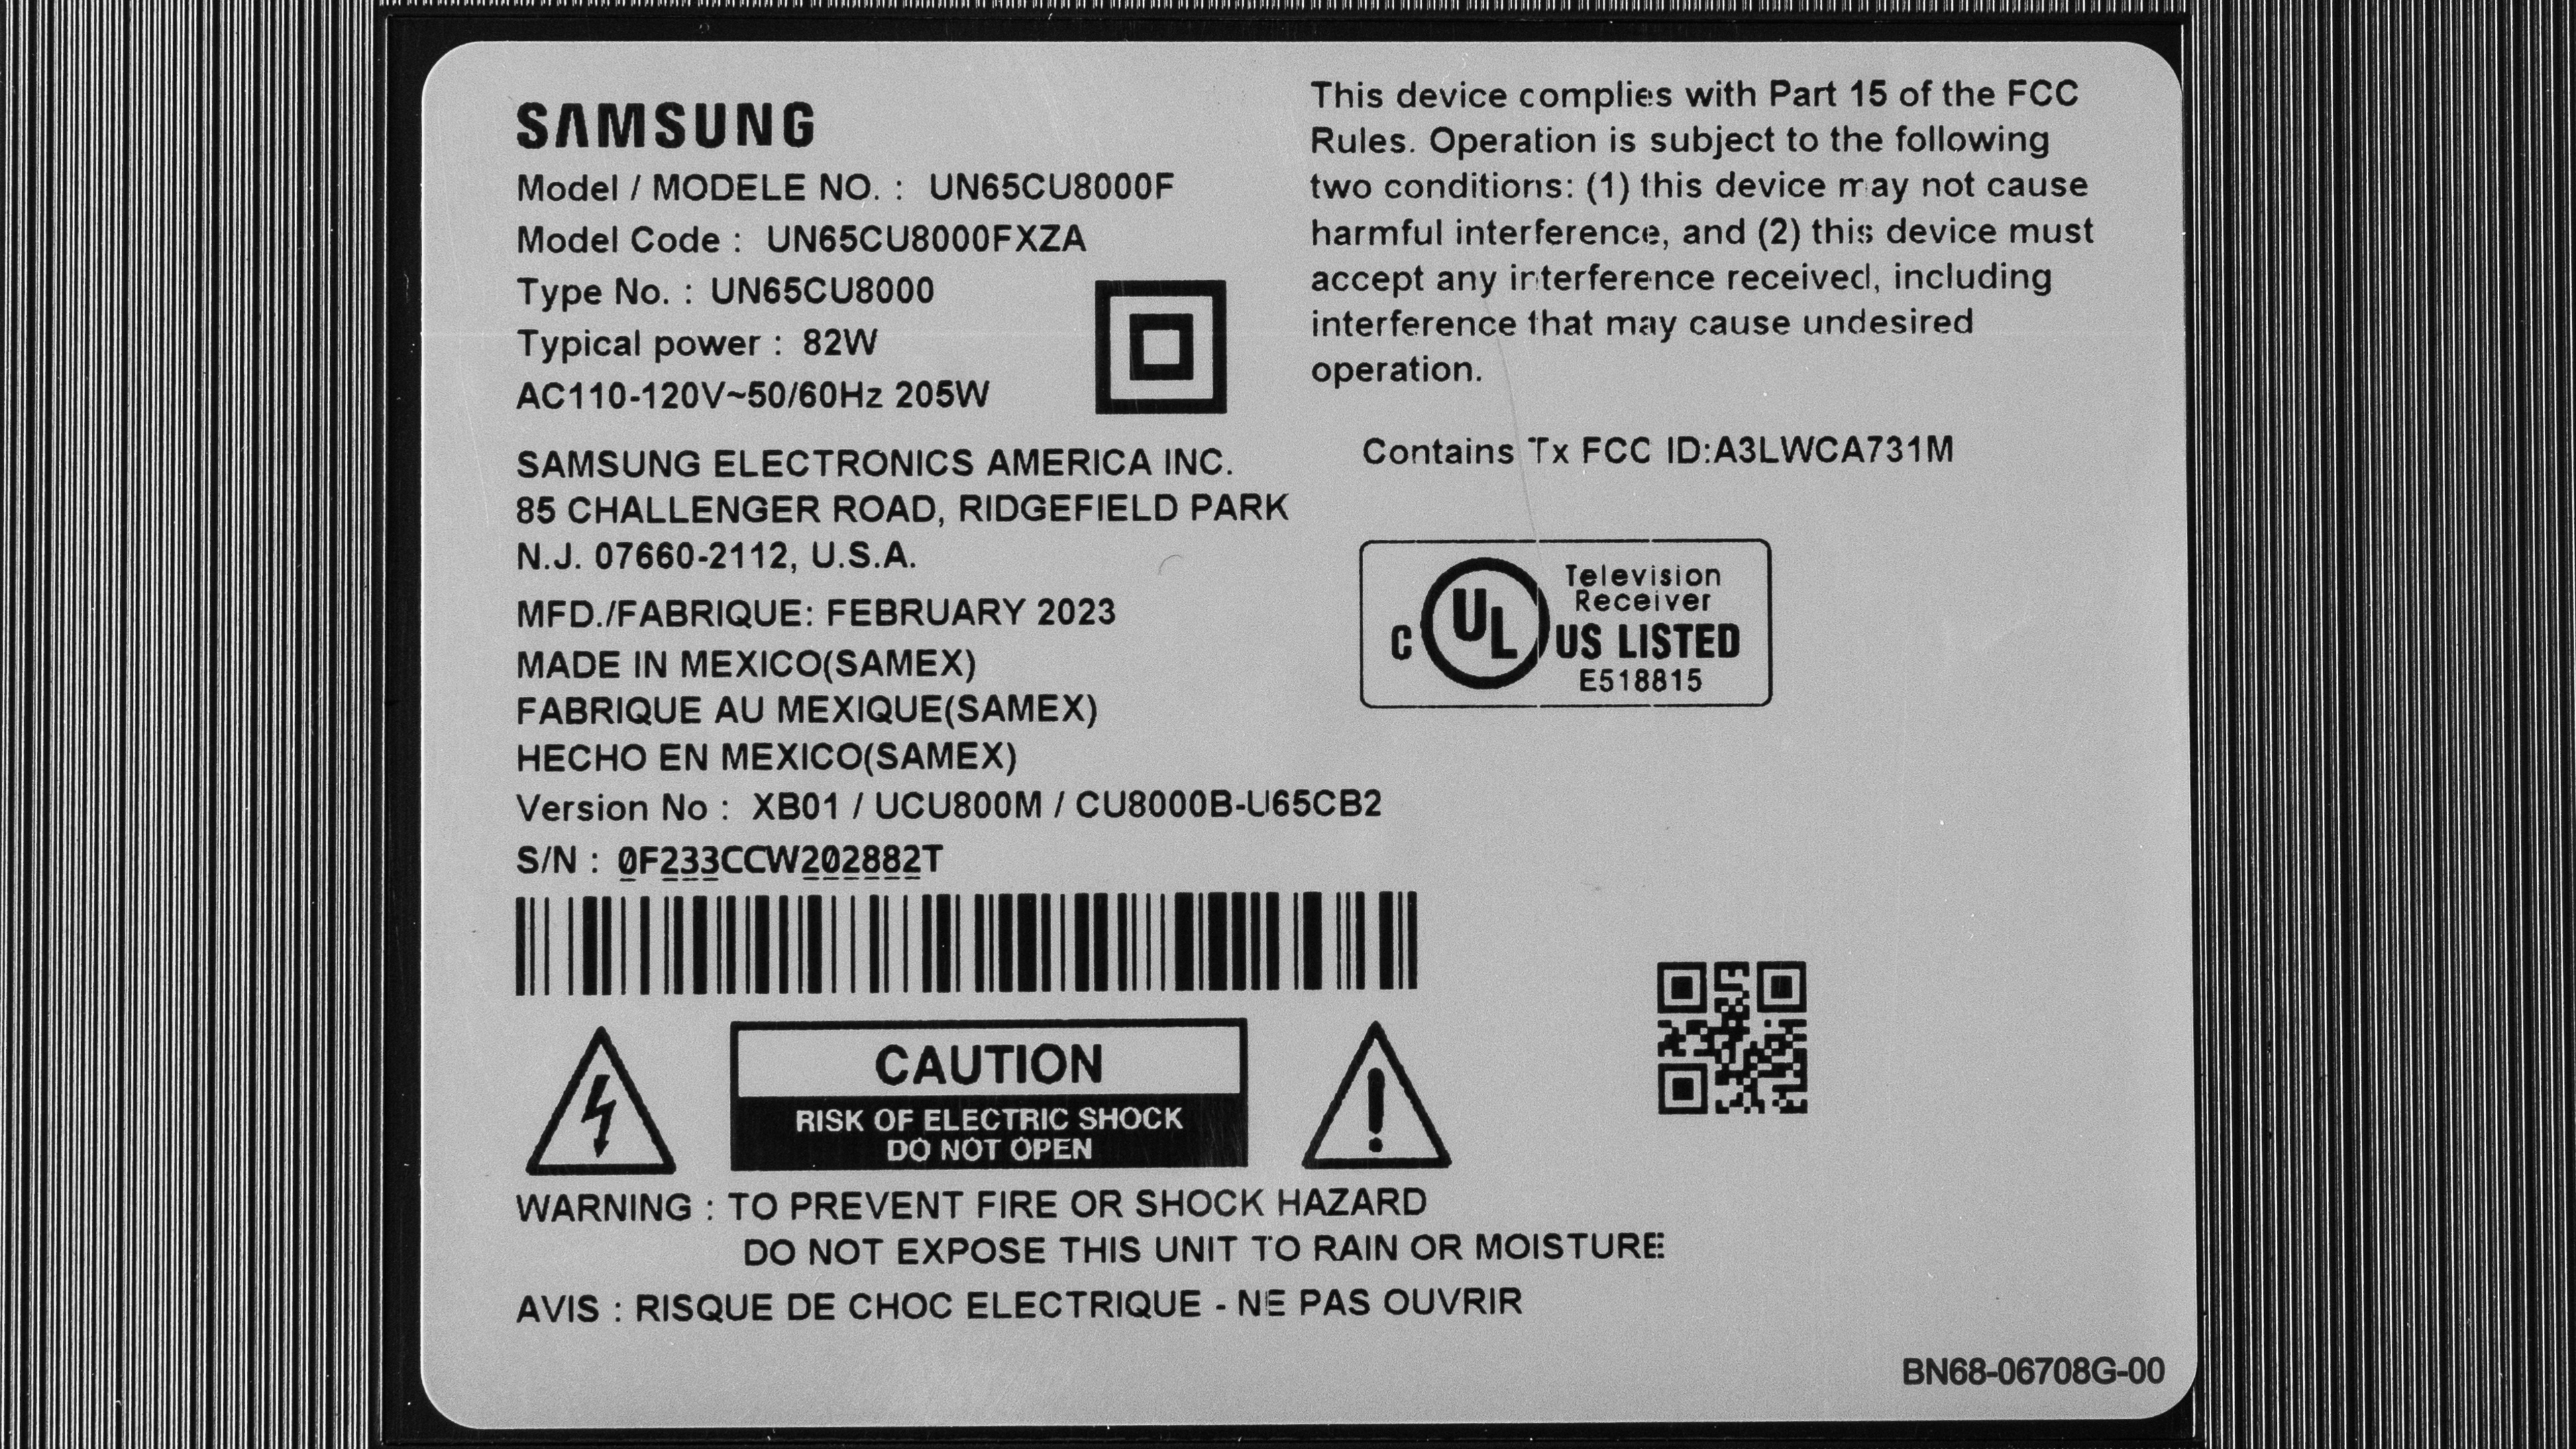 SAMSUNG
Model / MODELE NO. : UN65CU8000F
Model Code : UN65CU8000FXZA
Type No. : UN65CU8000
Typical power : 82W
AC110-120V~50/60Hz 205W
SAMSUNG ELECTRONICS AMERICA INC.
85 CHALLENGER ROAD, RIDGEFIELD PARK
N.J. 07660-2112, U.S.A.
MFD./FABRIQUE: FEBRUARY 2023
MADE IN MEXICO(SAMEX)
FABRIQUE AU MEXIQUE(SAMEX)
HECHO EN MEXICO(SAMEX)
Version No : XB01 / UCU800M / CU8000B-U65CB2
S/N : 0F233CCW202882T
This device complies with Part 15 of the FCC
Rules. Operation is subject to the following
two conditions: (1) this device may not cause
harmful interference, and (2) this device must
accept any interference received, including
interference that may cause undesired
operation.
Contains Tx FCC ID:A3LWCA731M
Television
Receiver
C UL US LISTED
E518815
CAUTION
RISK OF ELECTRIC SHOCK
DO NOT OPEN
WARNING : TO PREVENT FIRE OR SHOCK HAZARD
DO NOT EXPOSE THIS UNIT TO RAIN OR MOISTURE
AVIS : RISQUE DE CHOC ELECTRIQUE - NE PAS OUVRIR
BN68-06708G-00